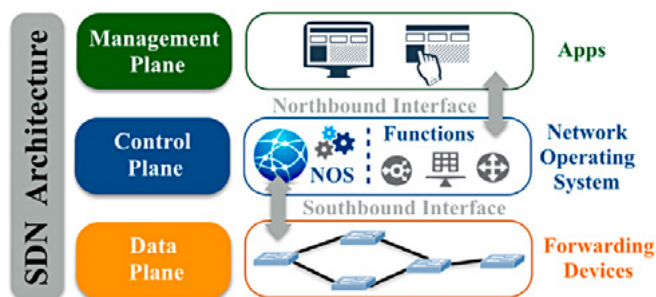 SDN Architecture
Management
Plane
Apps
Northbound Interface
Control
Plane
NOS
Functions
Network
Operating
System
Southbound Interface
Data
Plane
Forwarding
Devices